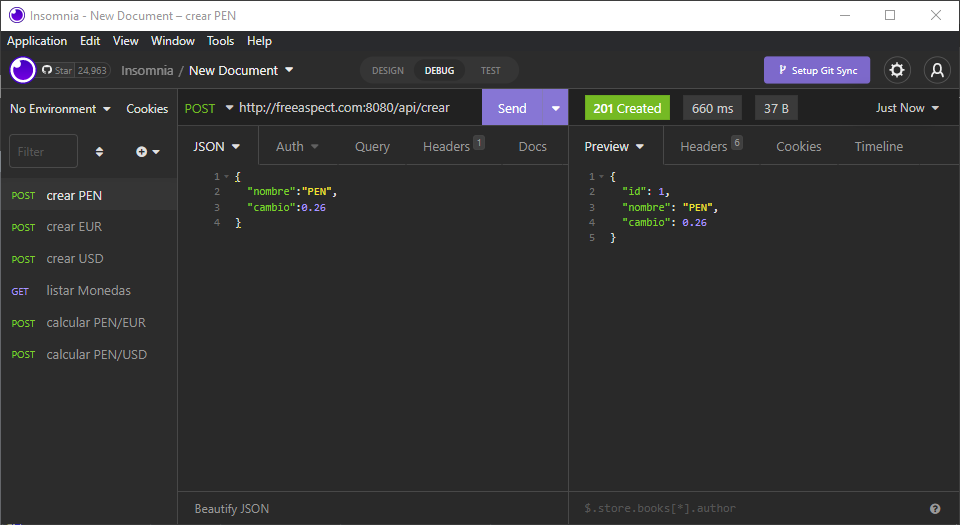 Insomnia - New Document – crear PEN
Application Edit View Window Tools Help
Star 24,963 Insomnia / New Document DESIGN DEBUG TEST Setup Git Sync
No Environment Cookies POST http://freeaspect.com:8080/api/crear Send 201 Created 660 ms 37 B Just Now
Filter JSON Auth Query Headers 1 Docs Preview Headers 6 Cookies Timeline
POST crear PEN
POST crear EUR
POST crear USD
GET listar Monedas
POST calcular PEN/EUR
POST calcular PEN/USD
1 {
2 "nombre":"PEN",
3 "cambio":0.26
4 }
1 {
2 "id": 1,
3 "nombre": "PEN",
4 "cambio": 0.26
5 }
Beautify JSON $.store.books[*].author ?